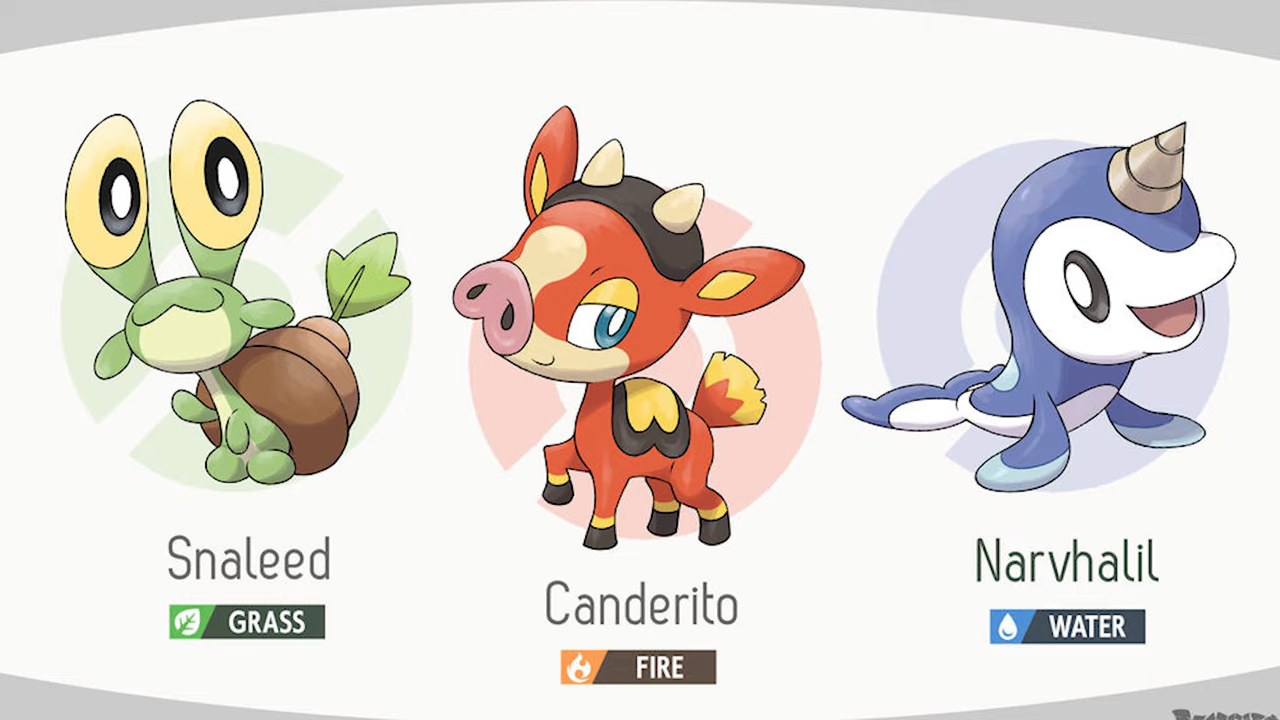 Snaleed
GRASS
Canderito
FIRE
Narvhalil
WATER